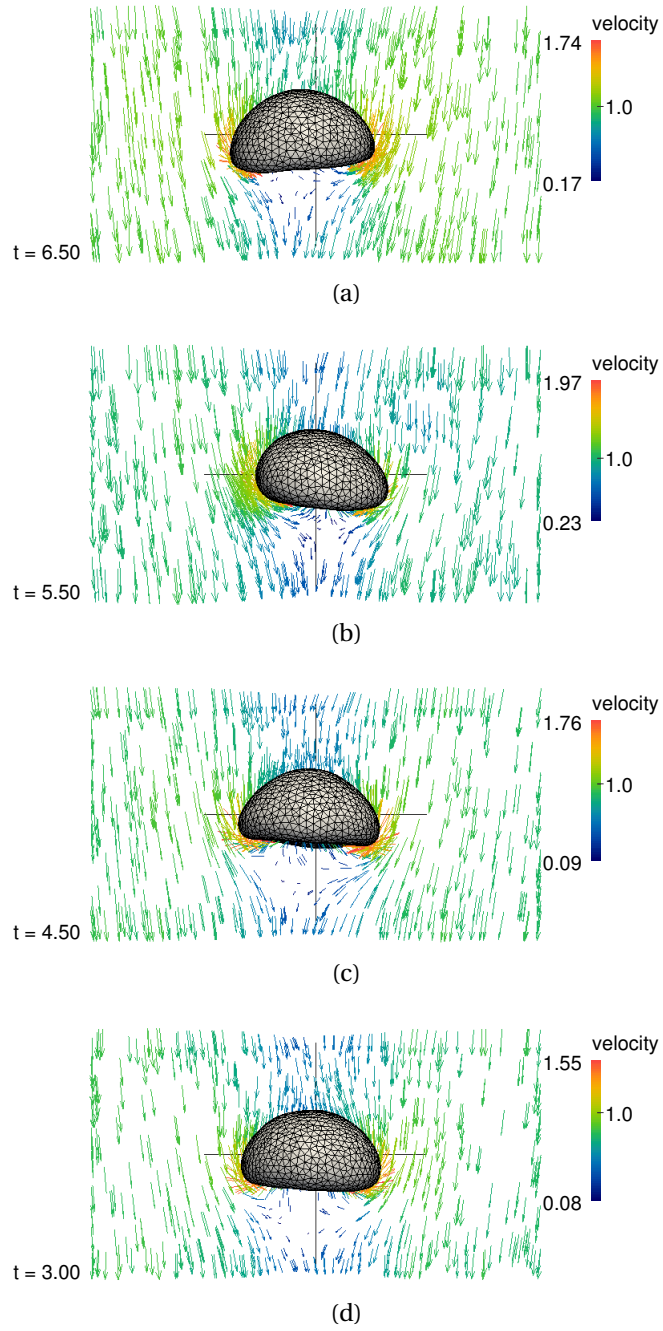 velocity
1.74
1.0
0.17
t = 6.50
(a)
velocity
1.97
1.0
0.23
t = 5.50
(b)
velocity
1.76
1.0
0.09
t = 4.50
(c)
velocity
1.55
1.0
0.08
t = 3.00
(d)